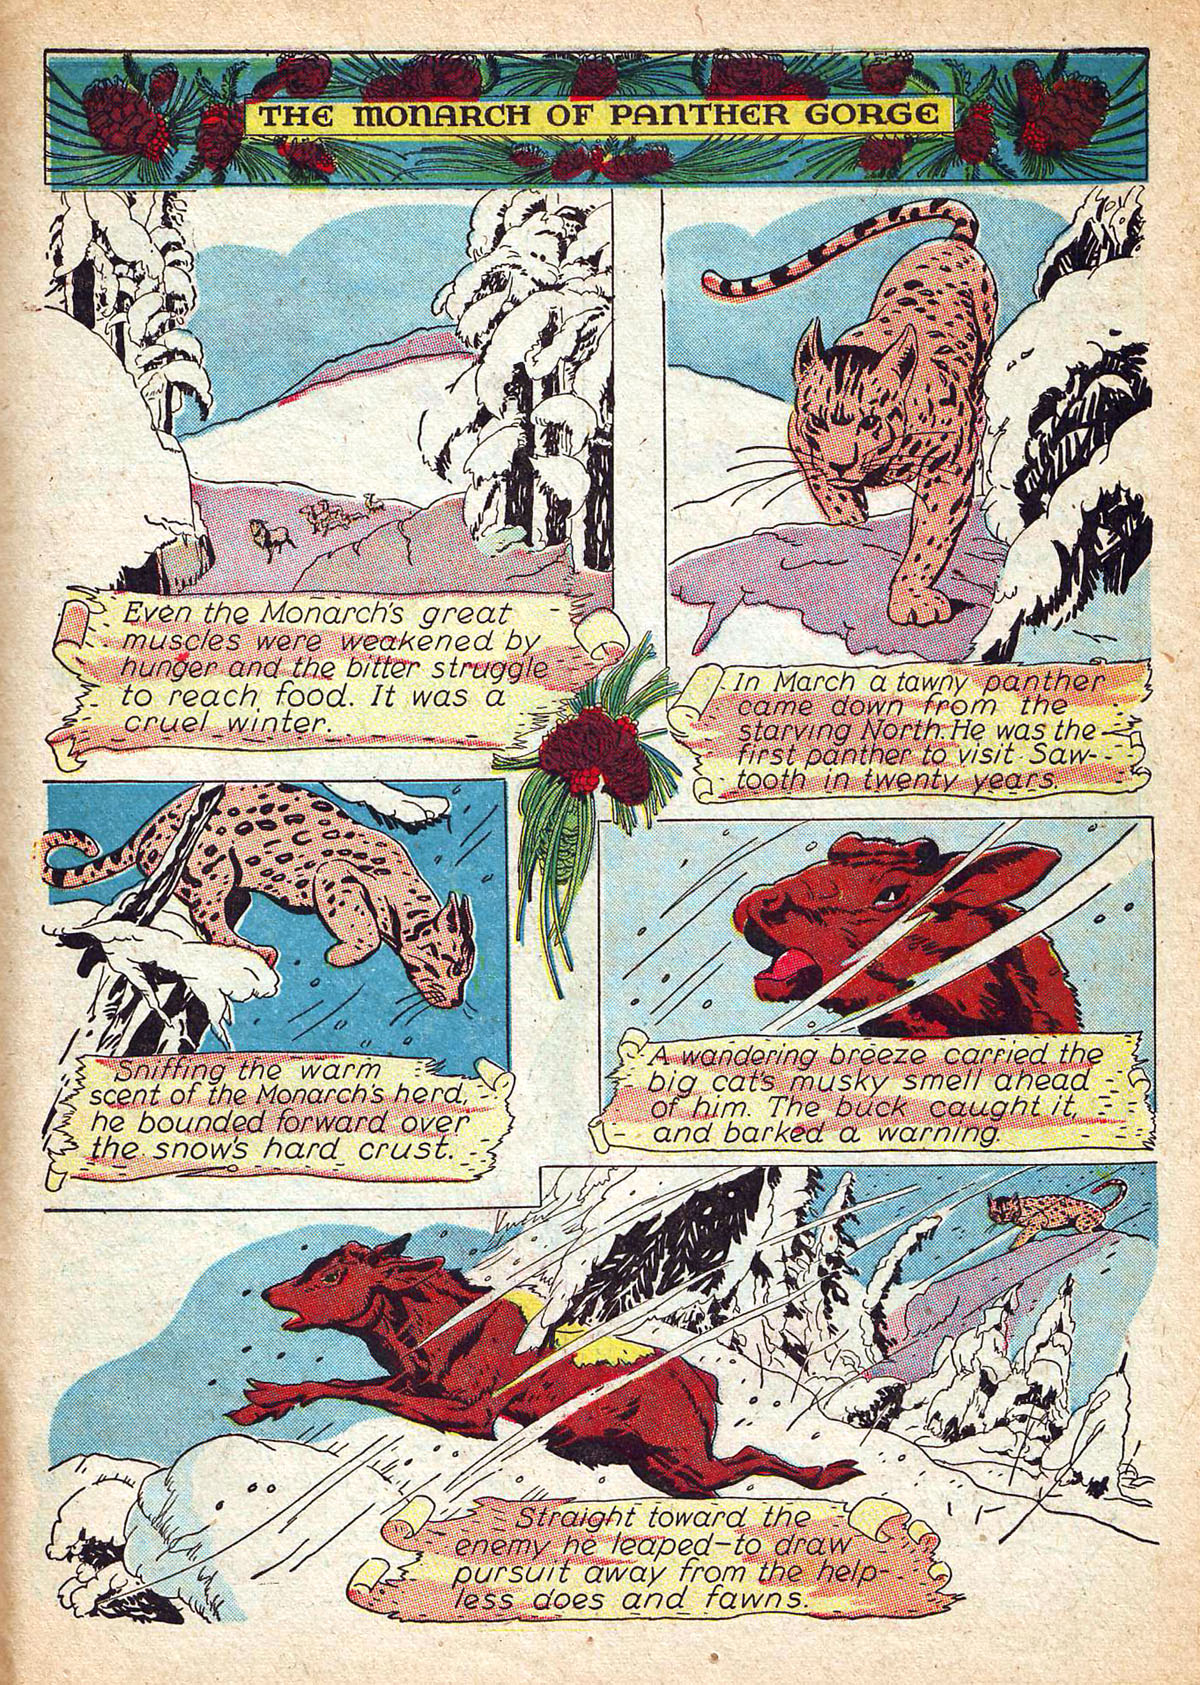 THE MONARCH OF PANTHER GORGE
Even the Monarch's great
muscles were weakened by
hunger and the bitter struggle
to reach food. It was a
cruel winter.
In March a tawny panther
came down from the
starving North. He was the
first panther to visit Saw-
tooth in twenty years.
Sniffing the warm
scent of the Monarch's herd,
he bounded forward over
the snow's hard crust.
A wandering breeze carried the
big cat's musky smell ahead
of him. The buck caught it,
and barked a warning.
Straight toward the
enemy he leaped—to draw
pursuit away from the help-
less does and fawns.